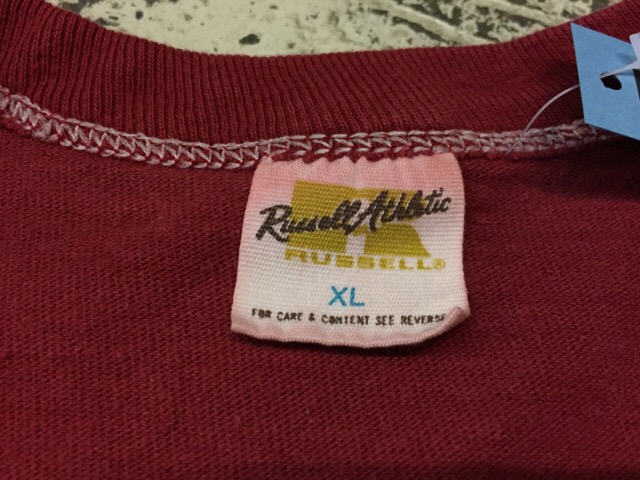 Russell Athletic
RUSSELL®
XL
FOR CARE & CONTENT SEE REVERSE